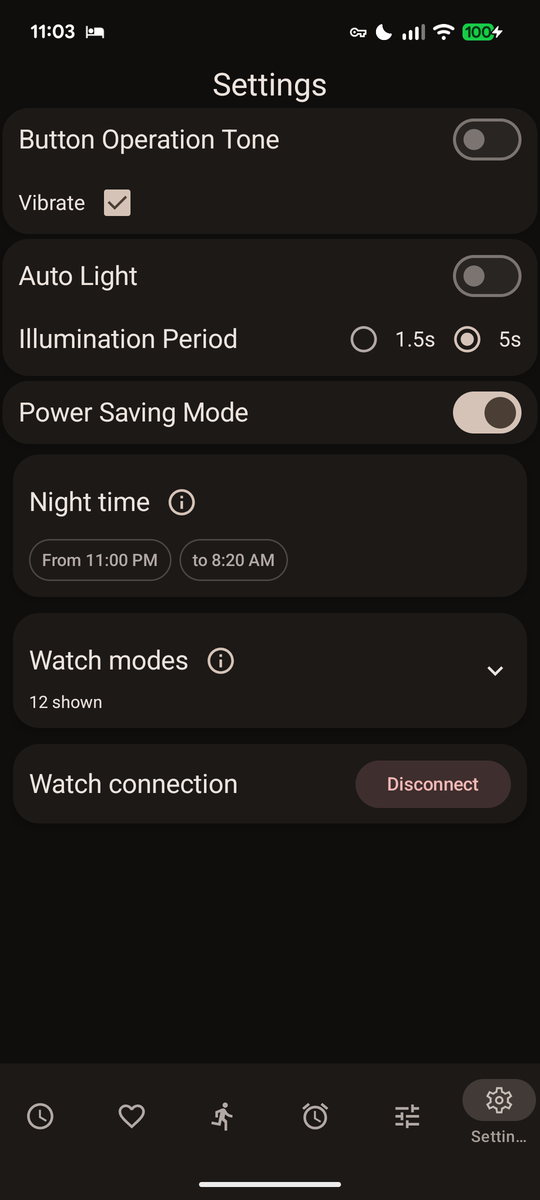 11:03
100
Settings
Button Operation Tone
Vibrate
Auto Light
Illumination Period 1.5s 5s
Power Saving Mode
Night time
From 11:00 PM to 8:20 AM
Watch modes
12 shown
Watch connection Disconnect
Settin...